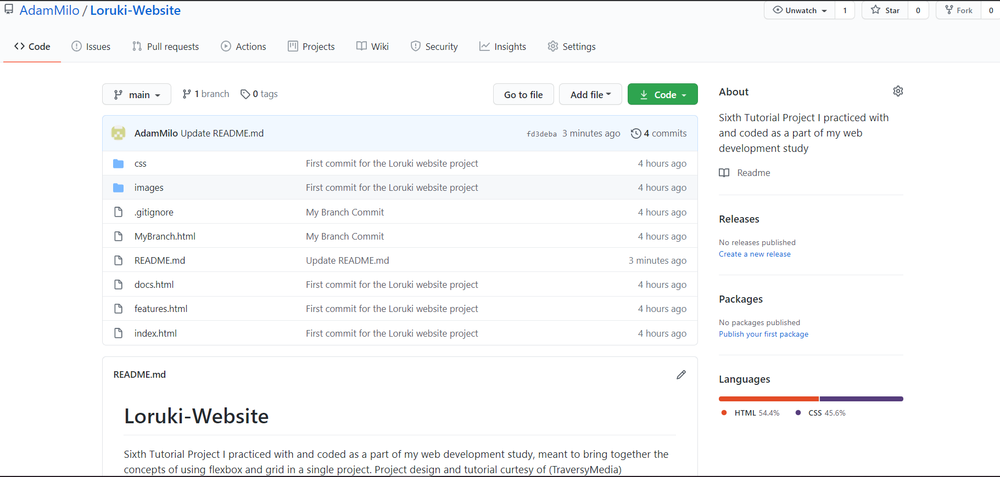 AdamMilo / Loruki-Website
Unwatch 1 Star 0 Fork 0
Code Issues Pull requests Actions Projects Wiki Security Insights Settings
main 1 branch 0 tags Go to file Add file Code
AdamMilo Update README.md fd3deba 3 minutes ago 4 commits
css First commit for the Loruki website project 4 hours ago
images First commit for the Loruki website project 4 hours ago
.gitignore My Branch Commit 4 hours ago
MyBranch.html My Branch Commit 4 hours ago
README.md Update README.md 3 minutes ago
docs.html First commit for the Loruki website project 4 hours ago
features.html First commit for the Loruki website project 4 hours ago
index.html First commit for the Loruki website project 4 hours ago
README.md
Loruki-Website
Sixth Tutorial Project I practiced with and coded as a part of my web development study, meant to bring together the
concepts of using flexbox and grid in a single project. Project design and tutorial curtesy of (TraversyMedia)
About
Sixth Tutorial Project I practiced with
and coded as a part of my web
development study
Readme
Releases
No releases published
Create a new release
Packages
No packages published
Publish your first package
Languages
HTML 54.4% CSS 45.6%